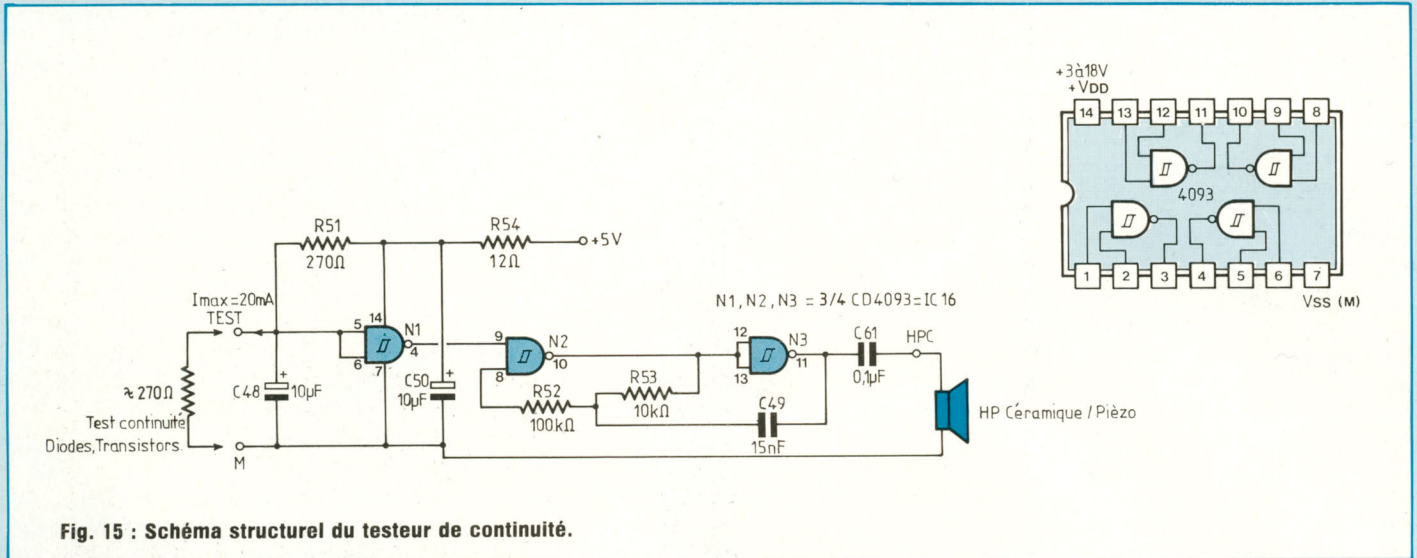 +3à18V
+VDD
14 13 12 11 10 9 8
4093
1 2 3 4 5 6 7
VSS (M)
R51
270Ω
R54
12Ω
+5V
Imax=20mA
TEST
N1,N2,N3 = 3/4 CD4093=IC16
5
14
N1
6
4
7
9
N2
10
8
12
N3
13
11
C61
0,1µF
HPC
≈270Ω
C48
+
10µF
C50
+
10µF
R52
100kΩ
R53
10kΩ
C49
15nF
HP Céramique / Pièzo
Test continuité
Diodes,Transistors.
M
Fig. 15 : Schéma structurel du testeur de continuité.